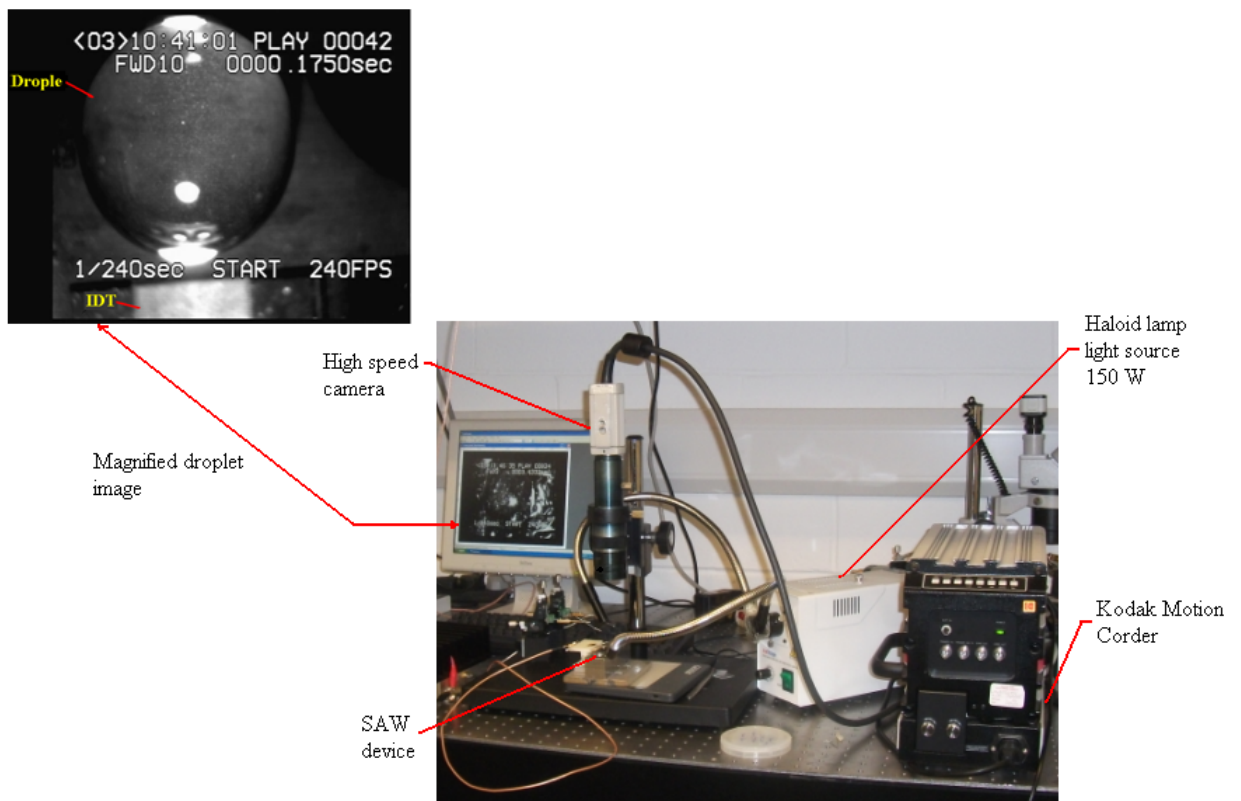 <03>10:41:01 PLAY 00042
FWD10 0000.1750sec
Drople
1/240sec START 240FPS
IDT
High speed
camera
Haloid lamp
light source
150 W
Magnified droplet
image
Kodak Motion
Corder
SAW
device